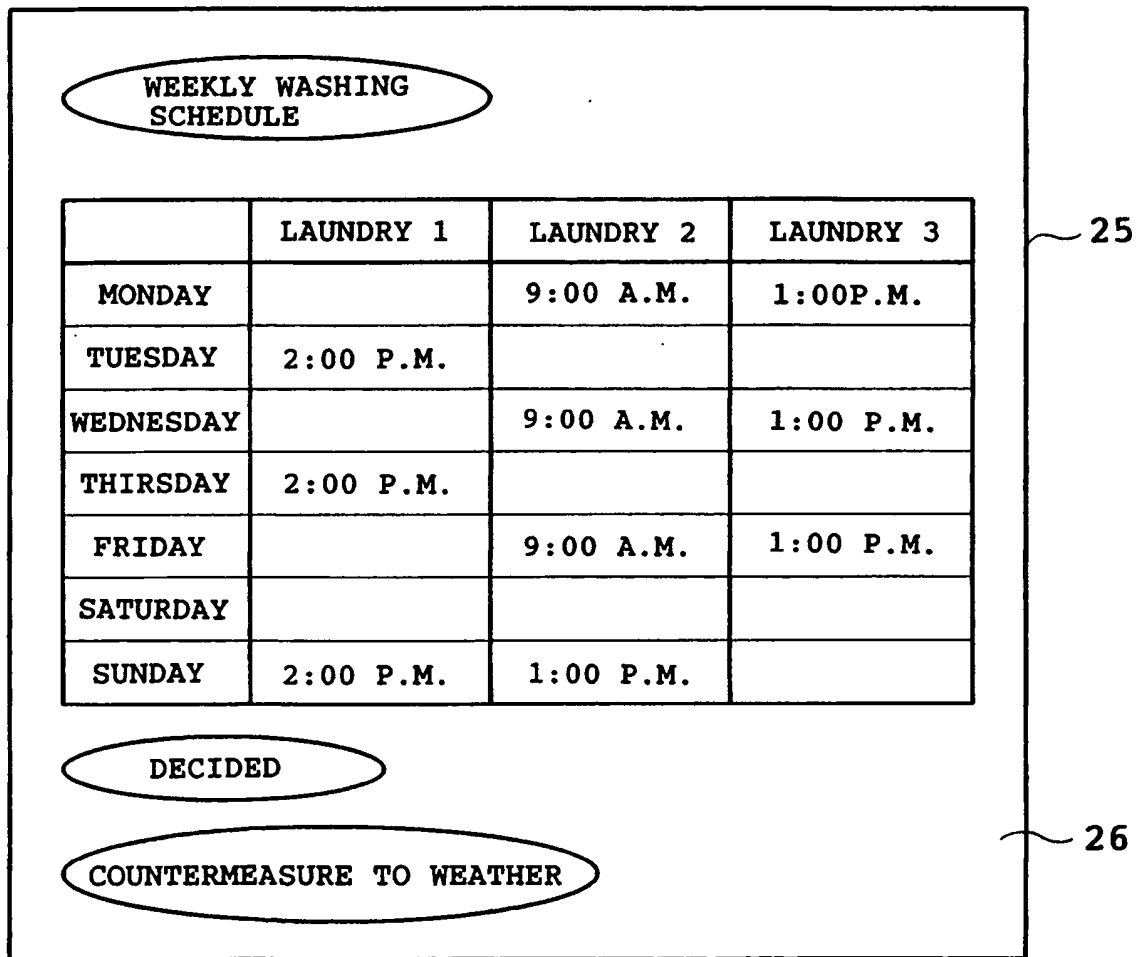 WEEKLY WASHING
SCHEDULE
LAUNDRY 1 LAUNDRY 2 LAUNDRY 3
25
MONDAY 9:00 A.M. 1:00P.M.
TUESDAY 2:00 P.M.
WEDNESDAY 9:00 A.M. 1:00 P.M.
THIRSDAY 2:00 P.M.
FRIDAY 9:00 A.M. 1:00 P.M.
SATURDAY
SUNDAY 2:00 P.M. 1:00 P.M.
DECIDED
26
COUNTERMEASURE TO WEATHER